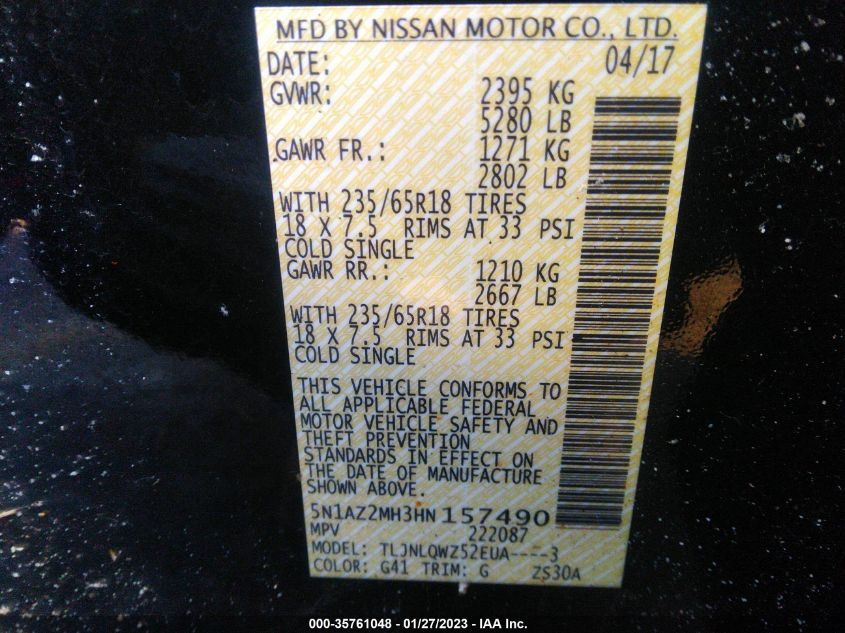 MFD BY NISSAN MOTOR CO., LTD.
DATE: 04/17
GVWR: 2395 KG
5280 LB
GAWR FR.: 1271 KG
2802 LB
WITH 235/65R18 TIRES
18 X 7.5 RIMS AT 33 PSI
COLD SINGLE
GAWR RR.: 1210 KG
2667 LB
WITH 235/65R18 TIRES
18 X 7.5 RIMS AT 33 PSI
COLD SINGLE
THIS VEHICLE CONFORMS TO
ALL APPLICABLE FEDERAL
MOTOR VEHICLE SAFETY AND
THEFT PREVENTION
STANDARDS IN EFFECT ON
THE DATE OF MANUFACTURE
SHOWN ABOVE.
5N1AZ2MH3HN157490
MPV 222087
MODEL: TLJNLQWZ52EUA----3
COLOR: G41 TRIM: G ZS30A
000-35761048 - 01/27/2023 - IAA Inc.